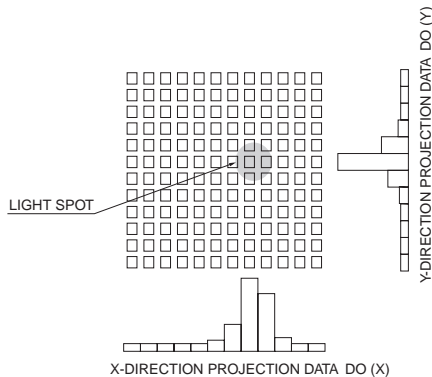 Y-DIRECTION PROJECTION DATA DO (Y)
LIGHT SPOT
X-DIRECTION PROJECTION DATA DO (X)